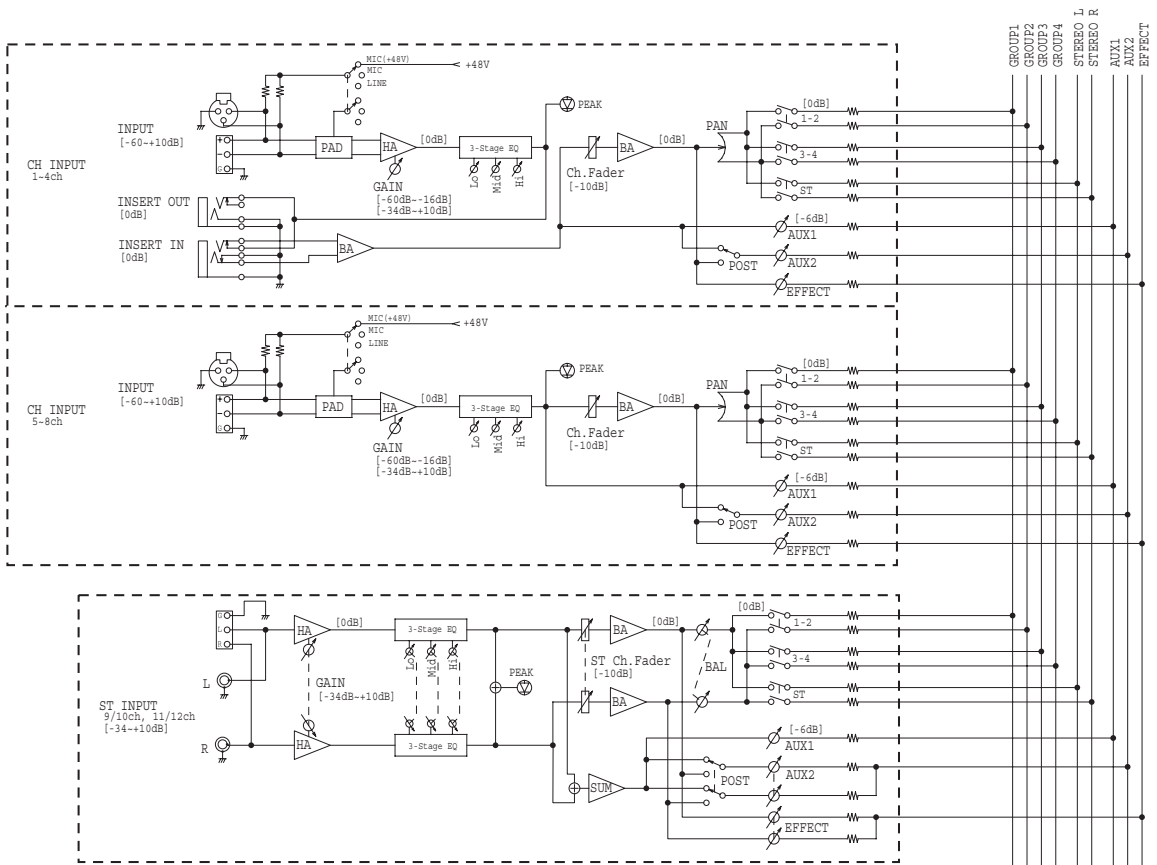 GROUP1
GROUP2
GROUP3
GROUP4
STEREO L
STEREO R
AUX1
AUX2
EFFECT
CH INPUT
1~4ch
INPUT
[-60~+10dB]
+
-
G
MIC(+48V)
MIC
LINE
+48V
PAD
HA
[0dB]
GAIN
[-60dB~-16dB]
[-34dB~+10dB]
3-Stage EQ
Lo
Mid
Hi
PEAK
INSERT OUT
[0dB]
INSERT IN
[0dB]
BA
Ch.Fader
[-10dB]
BA
[0dB]
PAN
[0dB]
1-2
3-4
ST
[-6dB]
AUX1
POST
AUX2
EFFECT
CH INPUT
5~8ch
INPUT
[-60~+10dB]
+
-
G
MIC(+48V)
MIC
LINE
+48V
PAD
HA
[0dB]
GAIN
[-60dB~-16dB]
[-34dB~+10dB]
3-Stage EQ
Lo
Mid
Hi
PEAK
Ch.Fader
[-10dB]
BA
[0dB]
PAN
[0dB]
1-2
3-4
ST
[-6dB]
AUX1
POST
AUX2
EFFECT
ST INPUT
9/10ch, 11/12ch
[-34~+10dB]
G
L
R
L
R
HA
[0dB]
GAIN
[-34dB~+10dB]
HA
3-Stage EQ
Lo
Mid
Hi
3-Stage EQ
PEAK
ST Ch.Fader
[-10dB]
BA
[0dB]
BA
BAL
SUM
[0dB]
1-2
3-4
ST
[-6dB]
AUX1
POST
AUX2
EFFECT